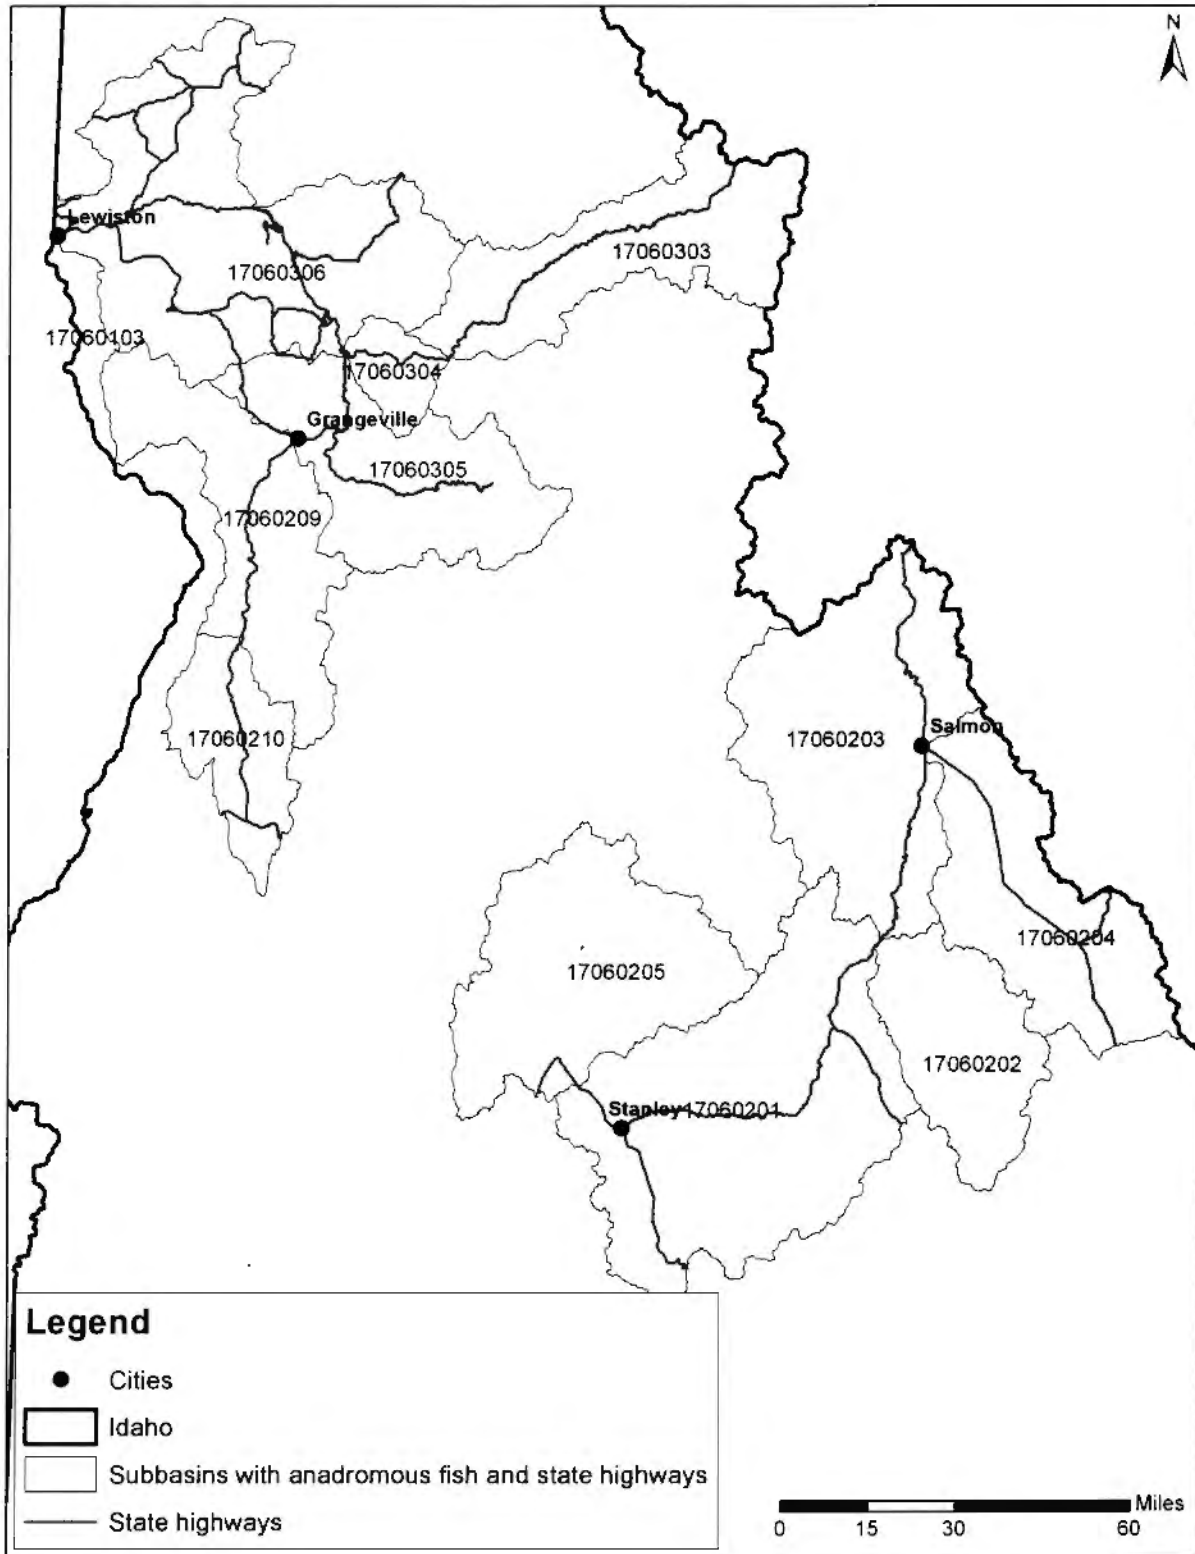 N
Lewiston
17060303
17060306
17060103
17060304
Grangeville
17060305
17060209
Salmon
17060203
17060210
17060204
17060205
17060202
Stanley 17060201
Legend
Cities
Idaho
Subbasins with anadromous fish and state highways
State highways
Miles
0 15 30 60